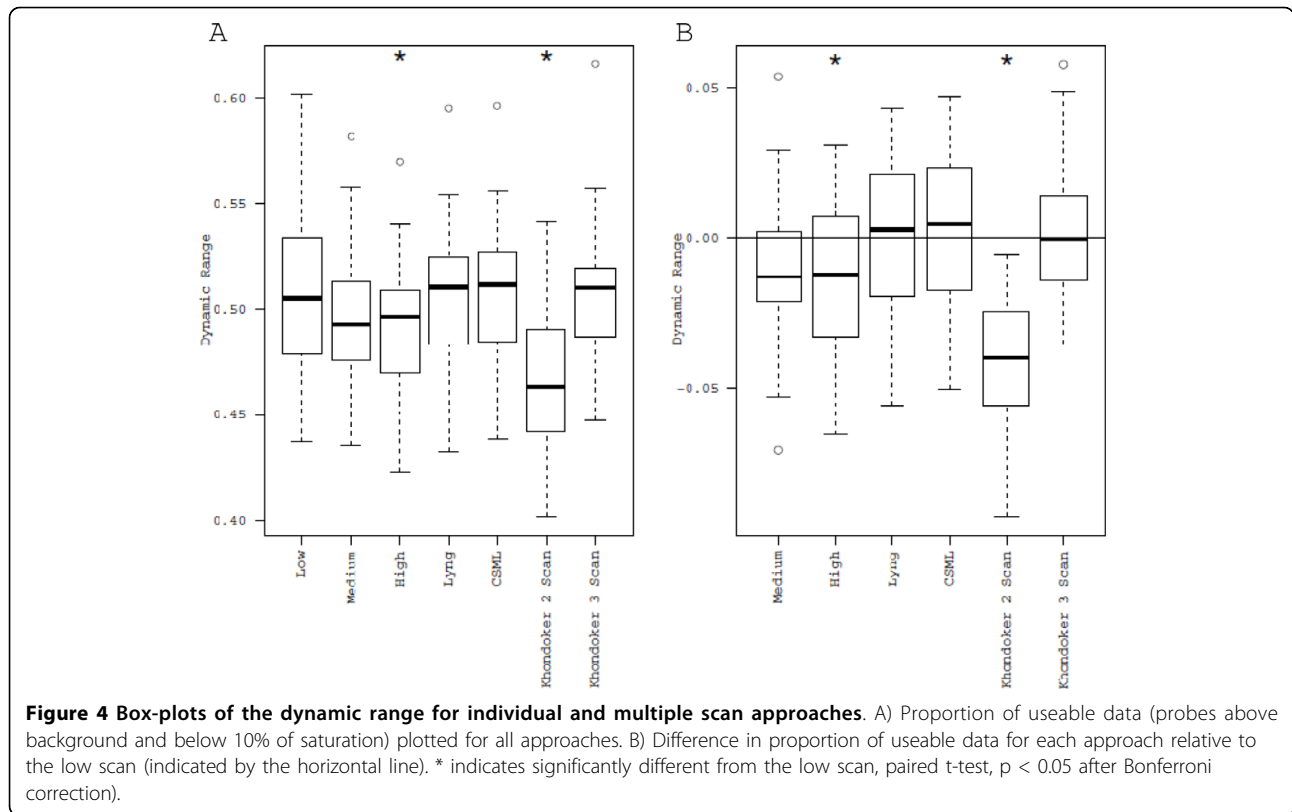 A
B
*
*
*
*
0.60
0.55
0.50
0.45
0.40
Dynamic Range
Low
Medium
High
Lyng
CSML
Khondoker 2 Scan
Khondoker 3 Scan
0.05
0.00
-0.05
Dynamic Range
Medium
High
Lyng
CSML
Khondoker 2 Scan
Khondoker 3 Scan
Figure 4 Box-plots of the dynamic range for individual and multiple scan approaches. A) Proportion of useable data (probes above
background and below 10% of saturation) plotted for all approaches. B) Difference in proportion of useable data for each approach relative to
the low scan (indicated by the horizontal line). * indicates significantly different from the low scan, paired t-test, p < 0.05 after Bonferroni
correction).